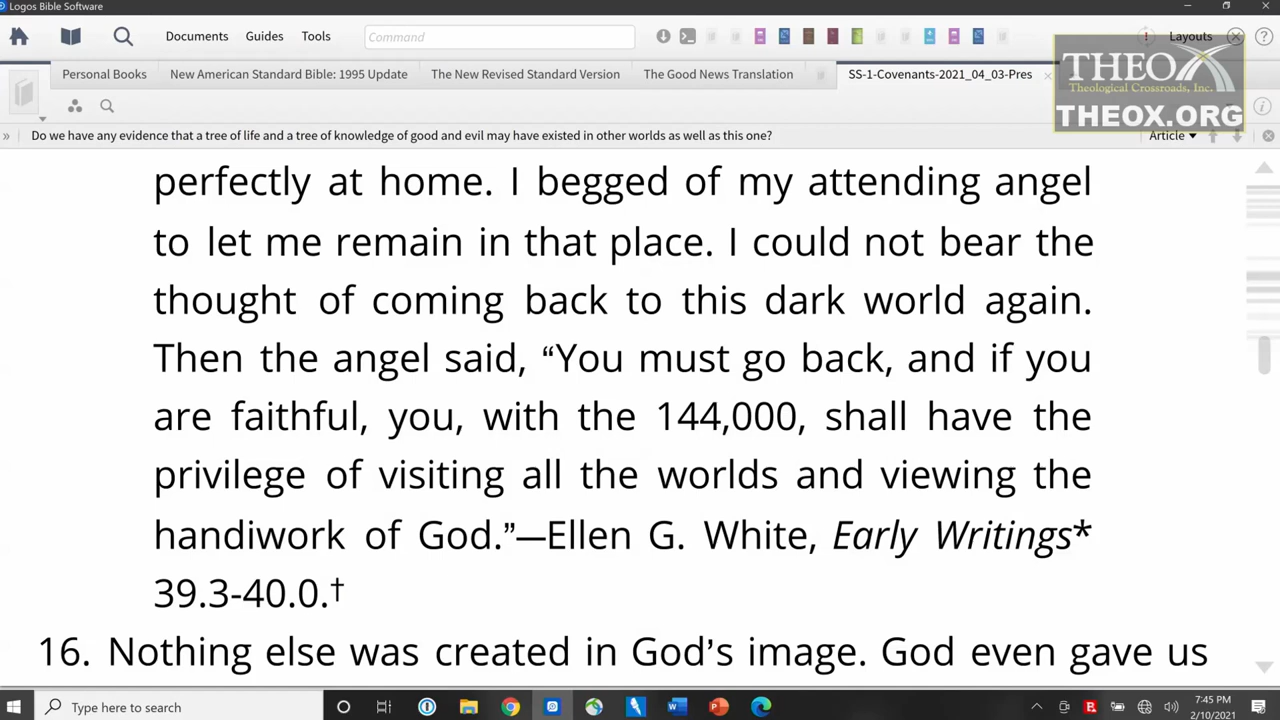 Logos Bible Software
Documents Guides Tools Command Layouts
THEOX
Theological Crossroads, Inc.
THEOX.ORG
Personal Books New American Standard Bible: 1995 Update The New Revised Standard Version The Good News Translation SS-1-Covenants-2021_04_03-Pres
» Do we have any evidence that a tree of life and a tree of knowledge of good and evil may have existed in other worlds as well as this one? Article
perfectly at home. I begged of my attending angel
to let me remain in that place. I could not bear the
thought of coming back to this dark world again.
Then the angel said, “You must go back, and if you
are faithful, you, with the 144,000, shall have the
privilege of visiting all the worlds and viewing the
handiwork of God.”—Ellen G. White, Early Writings*
39.3-40.0.†
16. Nothing else was created in God’s image. God even gave us
Type here to search
7:45 PM
2/10/2021